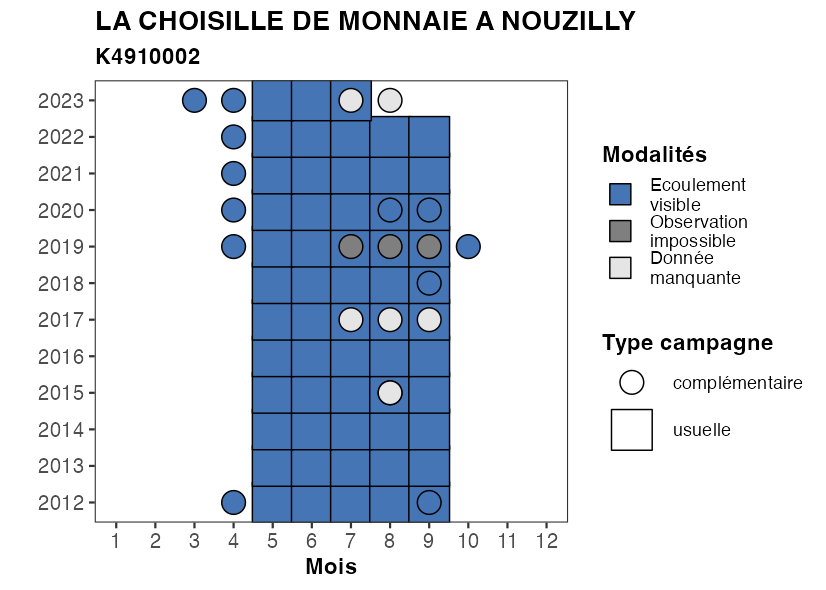 LA CHOISILLE DE MONNAIE A NOUZILLY
K4910002
2023
2022
2021
2020
2019
2018
2017
2016
2015
2014
2013
2012
1 2 3 4 5 6 7 8 9 10 11 12
Mois
Modalités
Ecoulement
visible
Observation
impossible
Donnée
manquante
Type campagne
complémentaire
usuelle